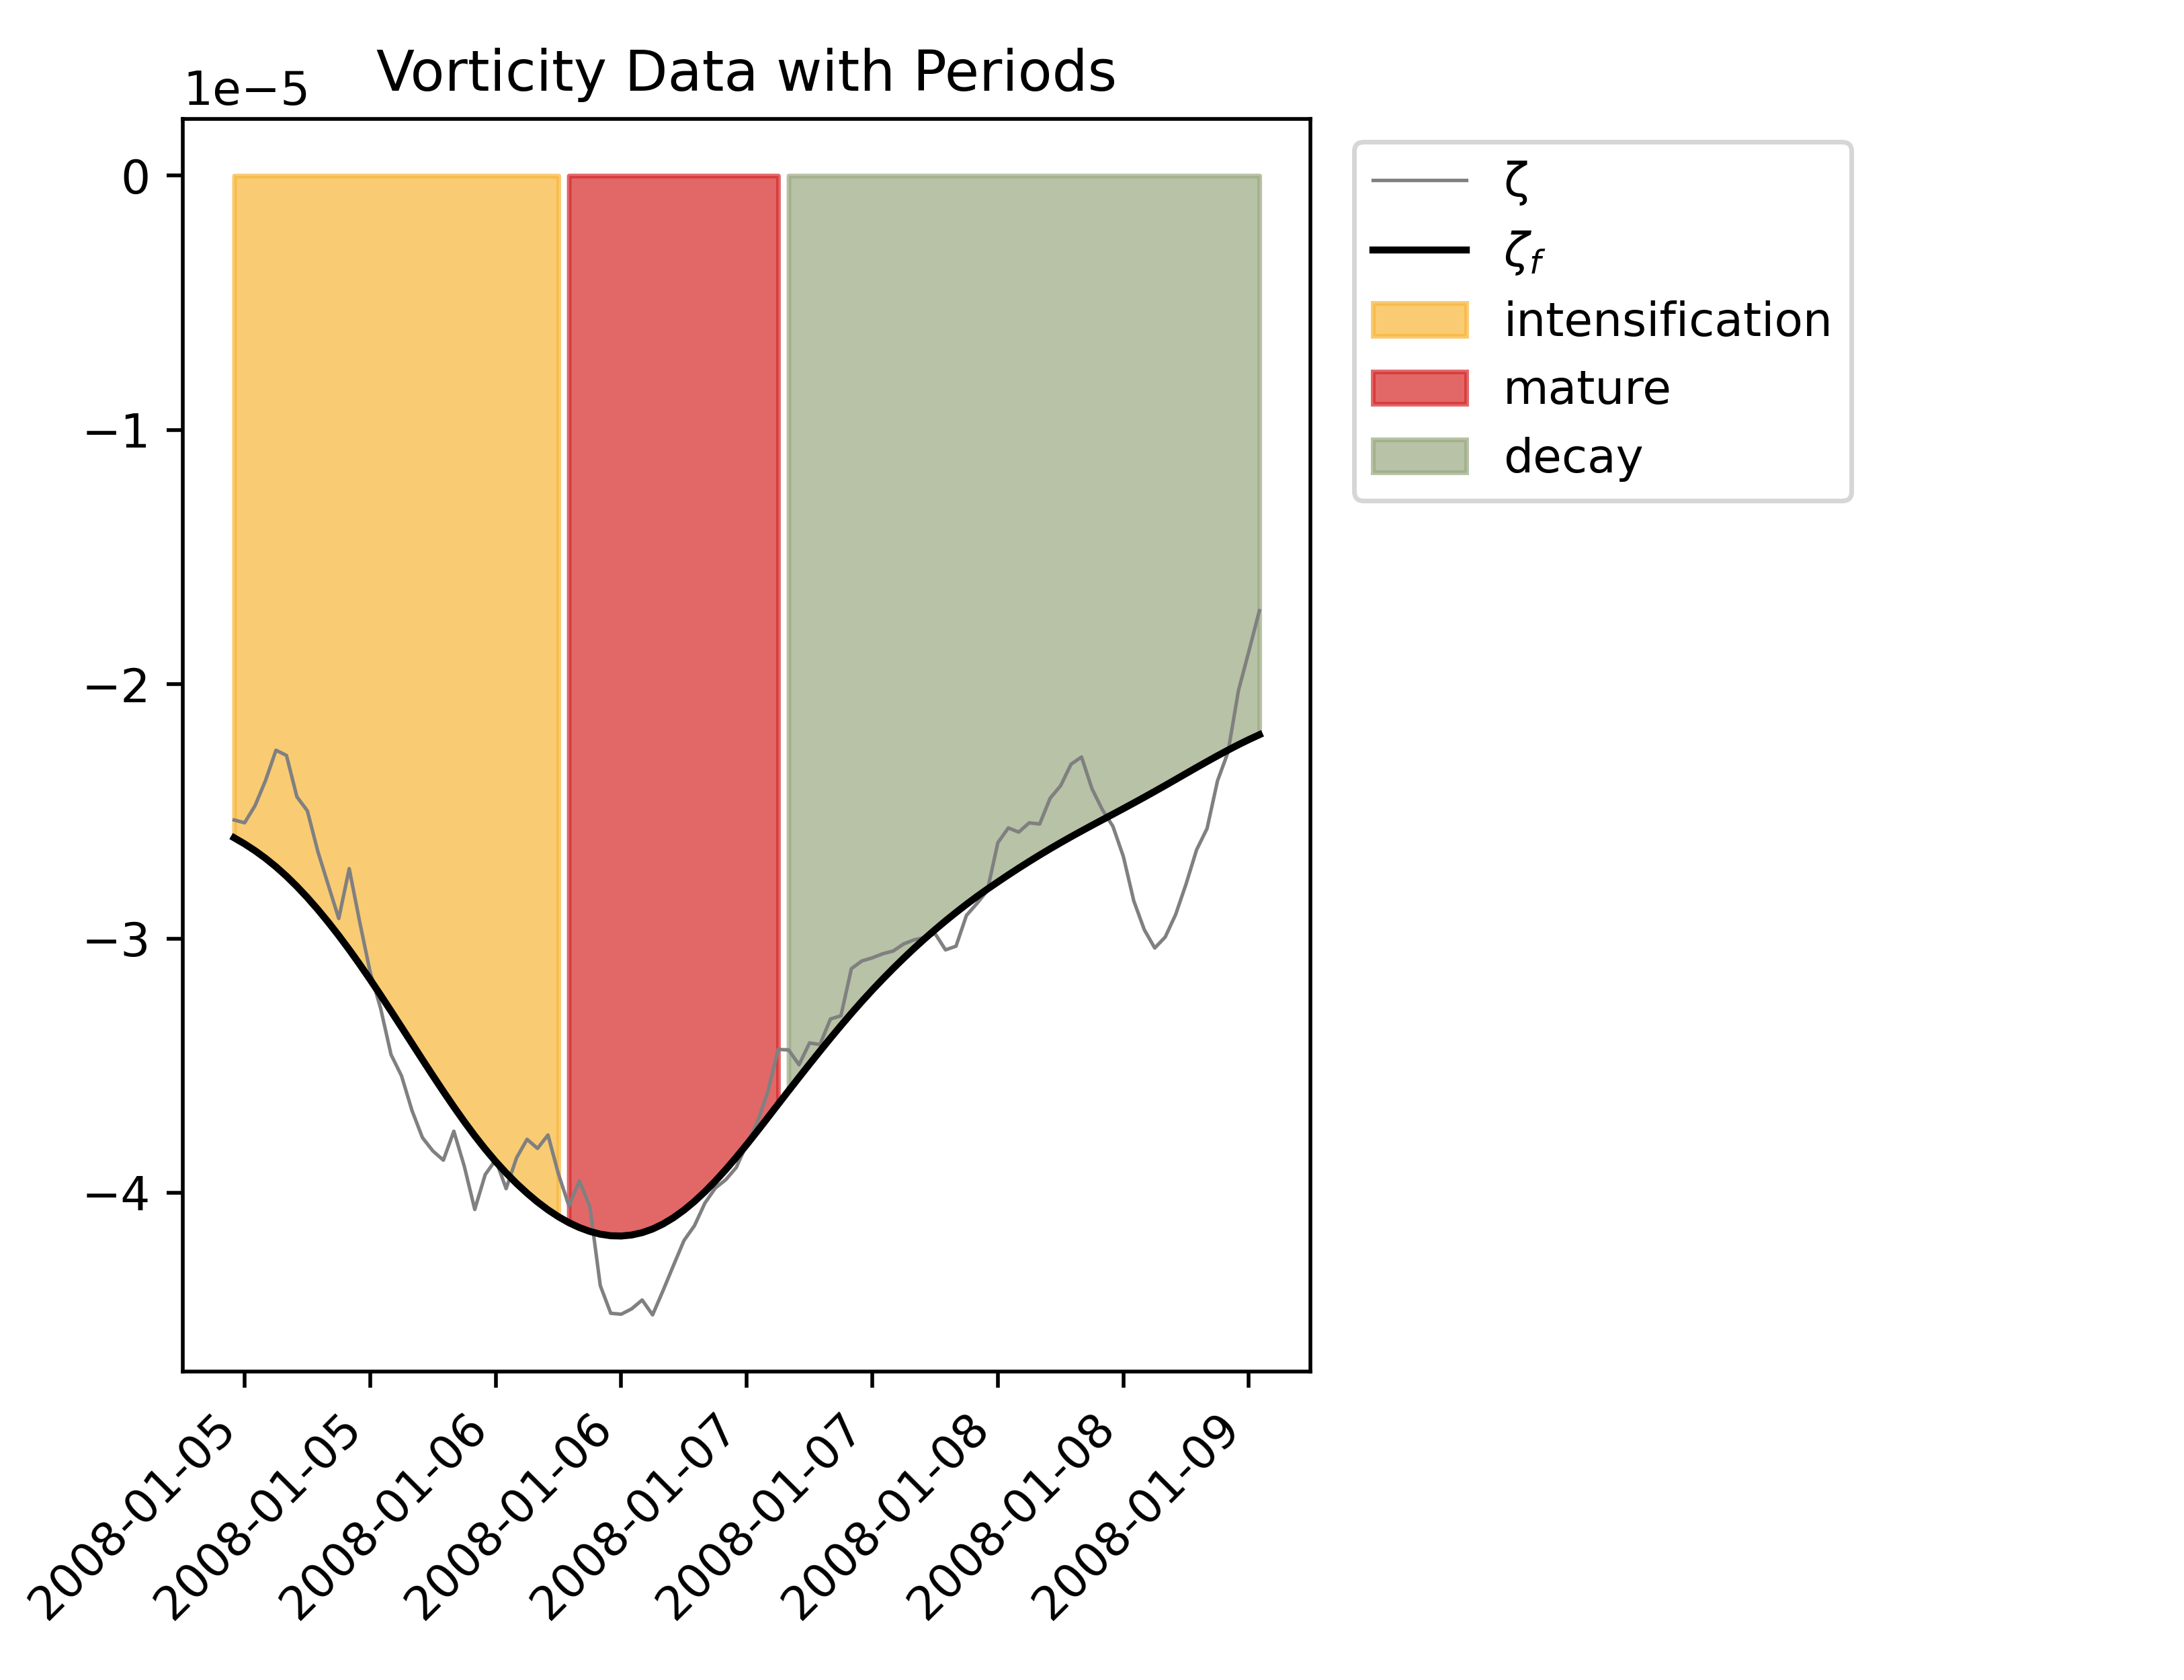 Vorticity Data with Periods
1e−5
0
−1
−2
−3
−4
2008-01-05
2008-01-05
2008-01-06
2008-01-06
2008-01-07
2008-01-07
2008-01-08
2008-01-08
2008-01-09
ζ
ζf
intensification
mature
decay